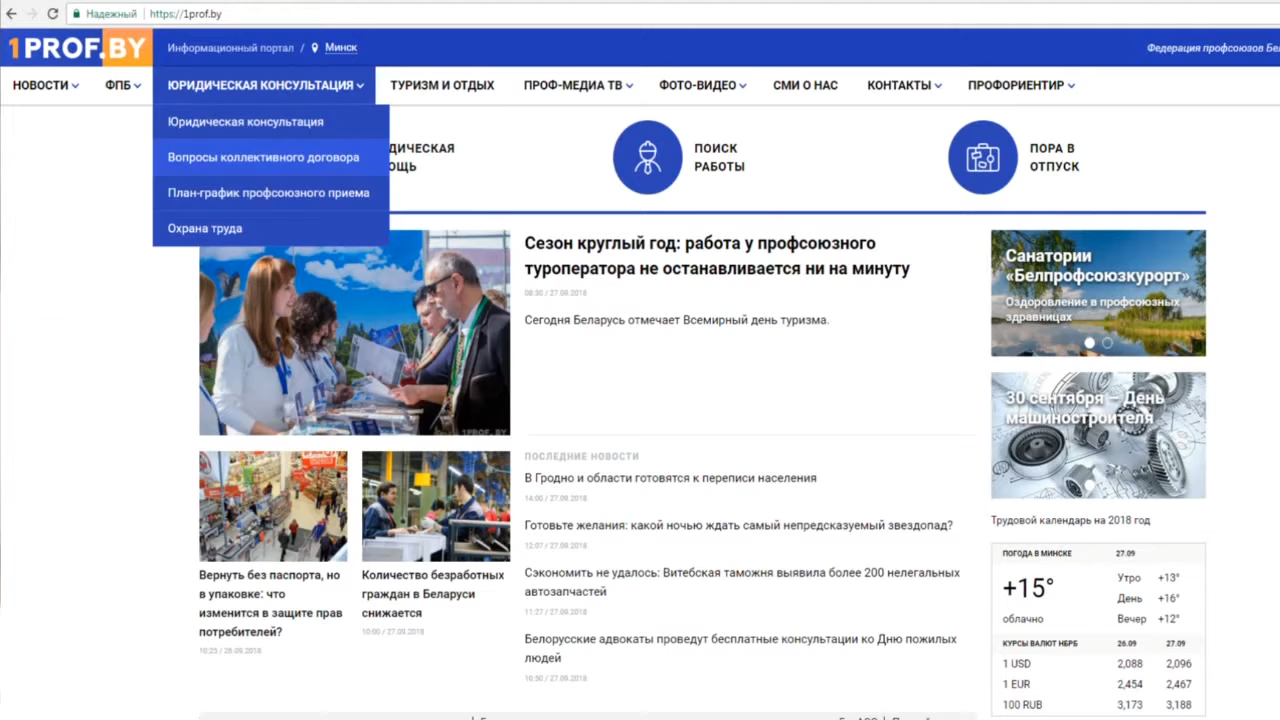 Надежный | https://1prof.by
1PROF.BY
Информационный портал / Минск
Федерация профсоюзов
НОВОСТИ ФПБ ЮРИДИЧЕСКАЯ КОНСУЛЬТАЦИЯ ТУРИЗМ И ОТДЫХ ПРОФ-МЕДИА ТВ ФОТО-ВИДЕО СМИ О НАС КОНТАКТЫ ПРОФОРИЕНТИР
Юридическая консультация
Вопросы коллективного договора
План-график профсоюзного приема
Охрана труда
ПОИСК
РАБОТЫ
ПОРА В
ОТПУСК
Сезон круглый год: работа у профсоюзного
туроператора не останавливается ни на минуту
08:30 / 27.09.2018
Сегодня Беларусь отмечает Всемирный день туризма.
1PROF.BY
Вернуть без паспорта, но
в упаковке: что
изменится в защите прав
потребителей?
10:25 / 26.09.2018
Количество безработных
граждан в Беларуси
снижается
10:00 / 27.09.2018
ПОСЛЕДНИЕ НОВОСТИ
В Гродно и области готовятся к переписи населения
14:00 / 27.09.2018
Готовьте желания: какой ночью ждать самый непредсказуемый звездопад?
12:07 / 27.09.2018
Сэкономить не удалось: Витебская таможня выявила более 200 нелегальных
автозапчастей
11:27 / 27.09.2018
Белорусские адвокаты проведут бесплатные консультации ко Дню пожилых
людей
10:50 / 27.09.2018
Санатории
«Белпрофсоюзкурорт»
Оздоровление в профсоюзных
здравницах
30 сентября – День
машиностроителя
Трудовой календарь на 2018 год
ПОГОДА В МИНСКЕ 27.09
+15°
облачно
Утро +13°
День +16°
Вечер +12°
КУРСЫ ВАЛЮТ НБРБ 26.09 27.09
1 USD 2,088 2,096
1 EUR 2,454 2,467
100 RUB 3,173 3,188